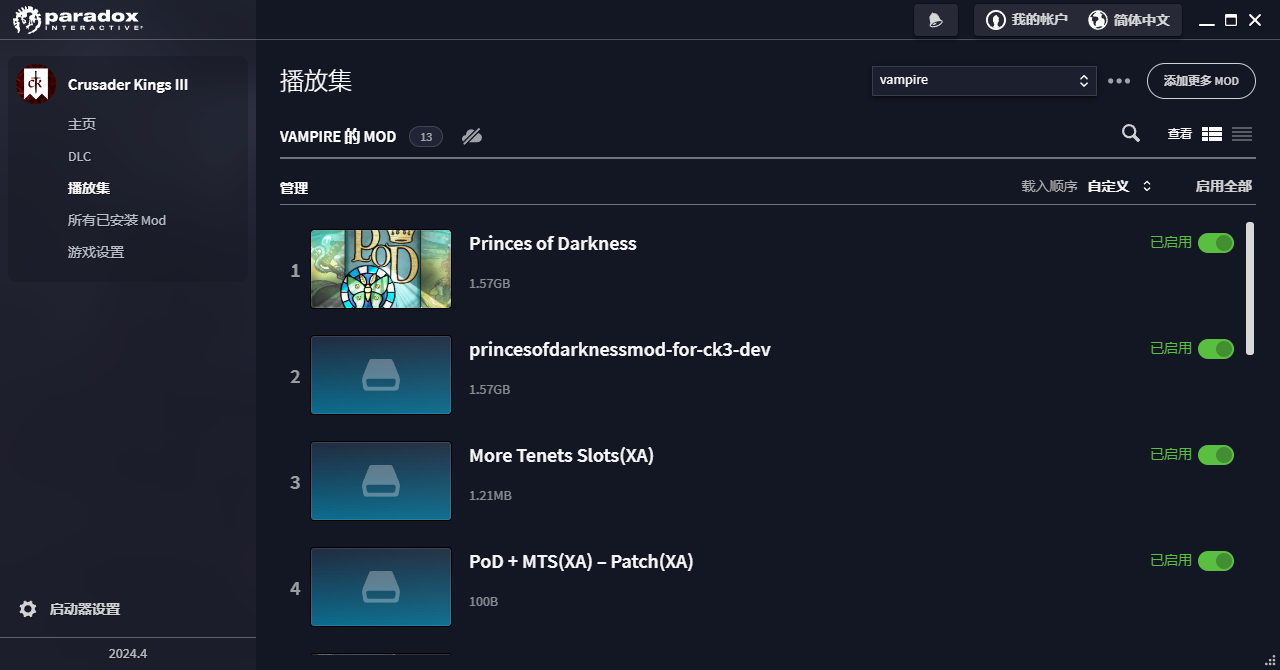 paradox
INTERACTIVE
我的帐户
简体中文
Crusader Kings III
主页
DLC
播放集
所有已安装 Mod
游戏设置
启动器设置
2024.4
播放集
vampire
添加更多 MOD
VAMPIRE 的 MOD 13
查看
管理
载入顺序 自定义
启用全部
1
POD
Princes of Darkness
1.57GB
已启用
2
princesofdarknessmod-for-ck3-dev
1.57GB
已启用
3
More Tenets Slots(XA)
1.21MB
已启用
4
PoD + MTS(XA) – Patch(XA)
100B
已启用